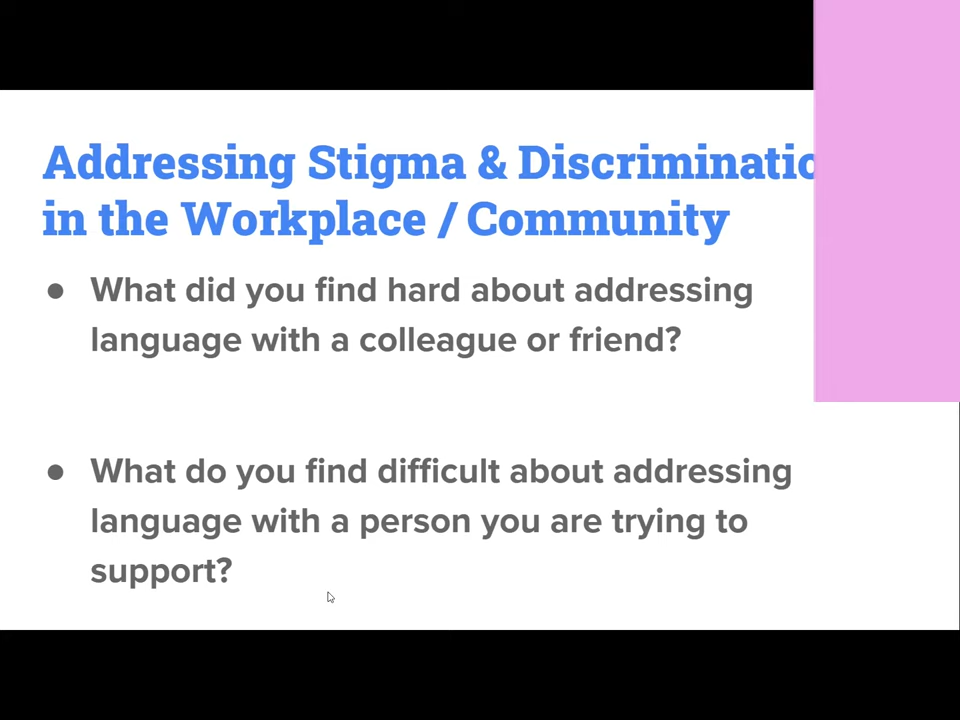 Addressing Stigma & Discriminatio
in the Workplace / Community
● What did you find hard about addressing
language with a colleague or friend?
● What do you find difficult about addressing
language with a person you are trying to
support?